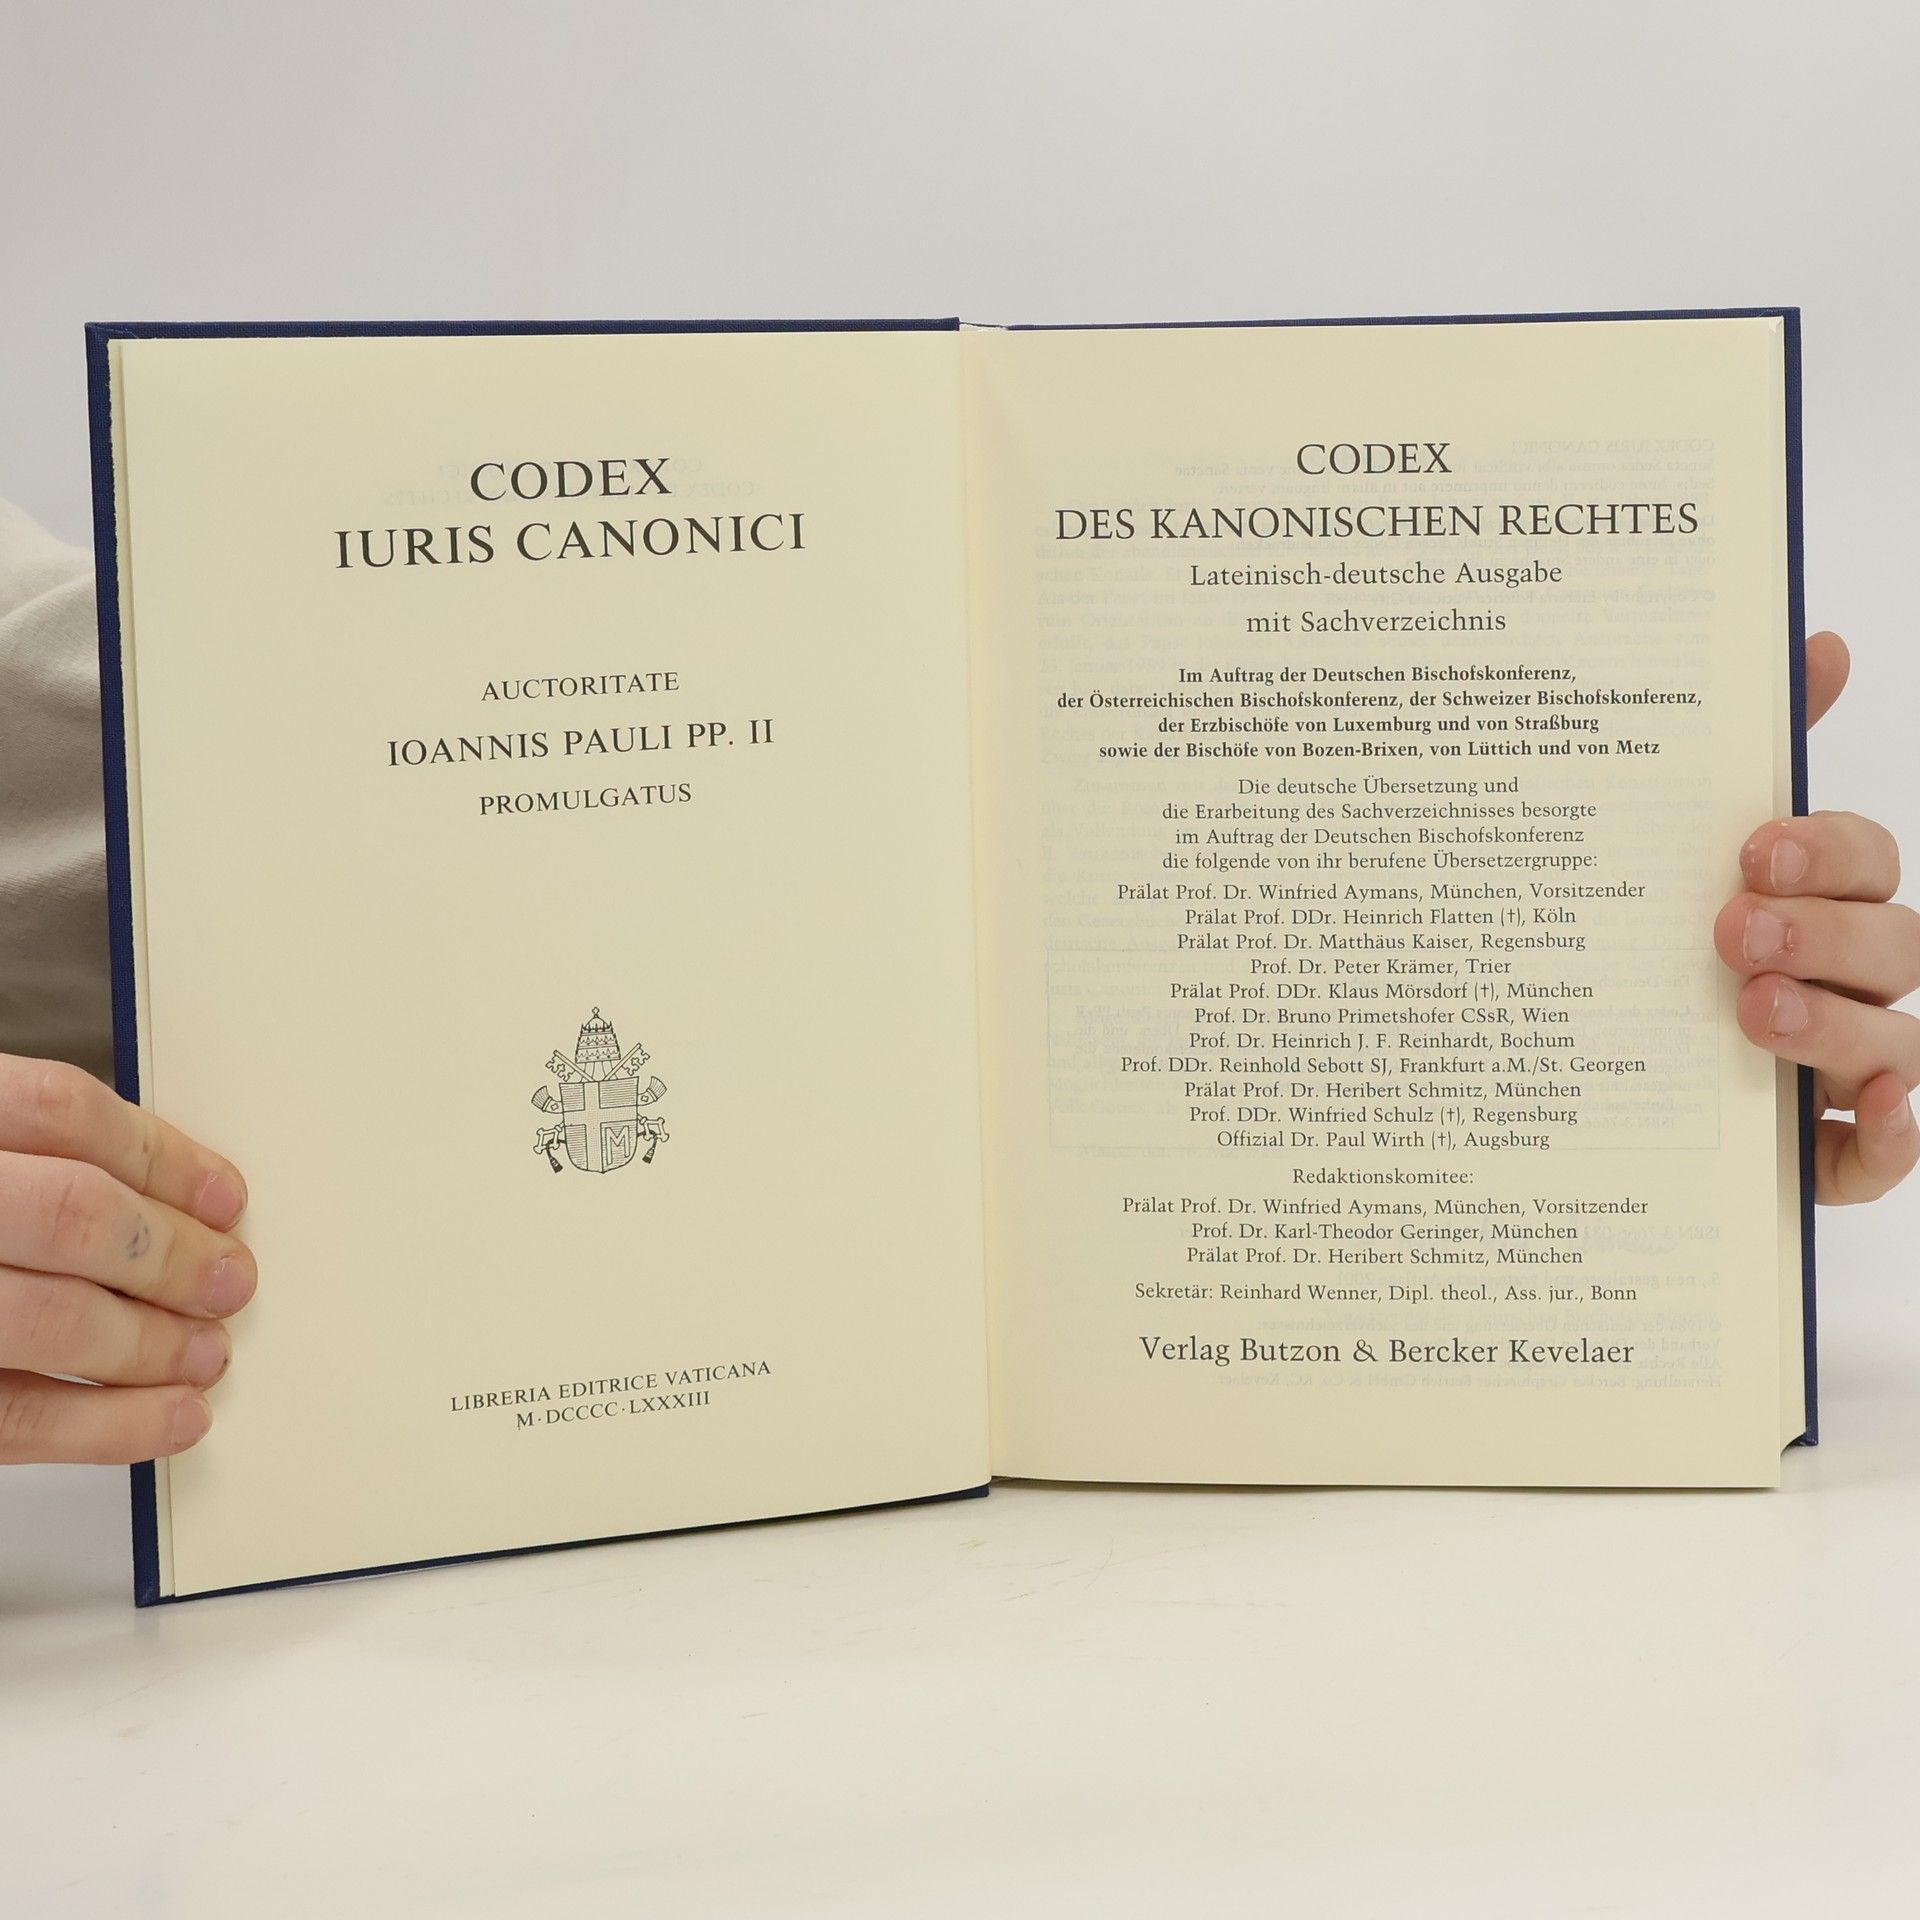 CODEX
IURIS CANONICI
AUCTORITATE
IOANNIS PAULI PP. II
PROMULGATUS
M
LIBRERIA EDITRICE VATICANA
M·DCCCC·LXXXIII
CODEX
DES KANONISCHEN RECHTES
Lateinisch-deutsche Ausgabe
mit Sachverzeichnis
Im Auftrag der Deutschen Bischofskonferenz,
der Österreichischen Bischofskonferenz, der Schweizer Bischofskonferenz,
der Erzbischöfe von Luxemburg und von Straßburg
sowie der Bischöfe von Bozen-Brixen, von Lüttich und von Metz
Die deutsche Übersetzung und
die Erarbeitung des Sachverzeichnisses besorgte
im Auftrag der Deutschen Bischofskonferenz
die folgende von ihr berufene Übersetzergruppe:
Prälat Prof. Dr. Winfried Aymans, München, Vorsitzender
Prälat Prof. DDr. Heinrich Flatten (†), Köln
Prälat Prof. Dr. Matthäus Kaiser, Regensburg
Prof. Dr. Peter Krämer, Trier
Prälat Prof. DDr. Klaus Mörsdorf (†), München
Prof. Dr. Bruno Primetshofer CSsR, Wien
Prof. Dr. Heinrich J. F. Reinhardt, Bochum
Prof. DDr. Reinhold Sebott SJ, Frankfurt a.M./St. Georgen
Prälat Prof. Dr. Heribert Schmitz, München
Prof. DDr. Winfried Schulz (†), Regensburg
Offizial Dr. Paul Wirth (†), Augsburg
Redaktionskomitee:
Prälat Prof. Dr. Winfried Aymans, München, Vorsitzender
Prof. Dr. Karl-Theodor Geringer, München
Prälat Prof. Dr. Heribert Schmitz, München
Sekretär: Reinhard Wenner, Dipl. theol., Ass. jur., Bonn
Verlag Butzon & Bercker Kevelaer